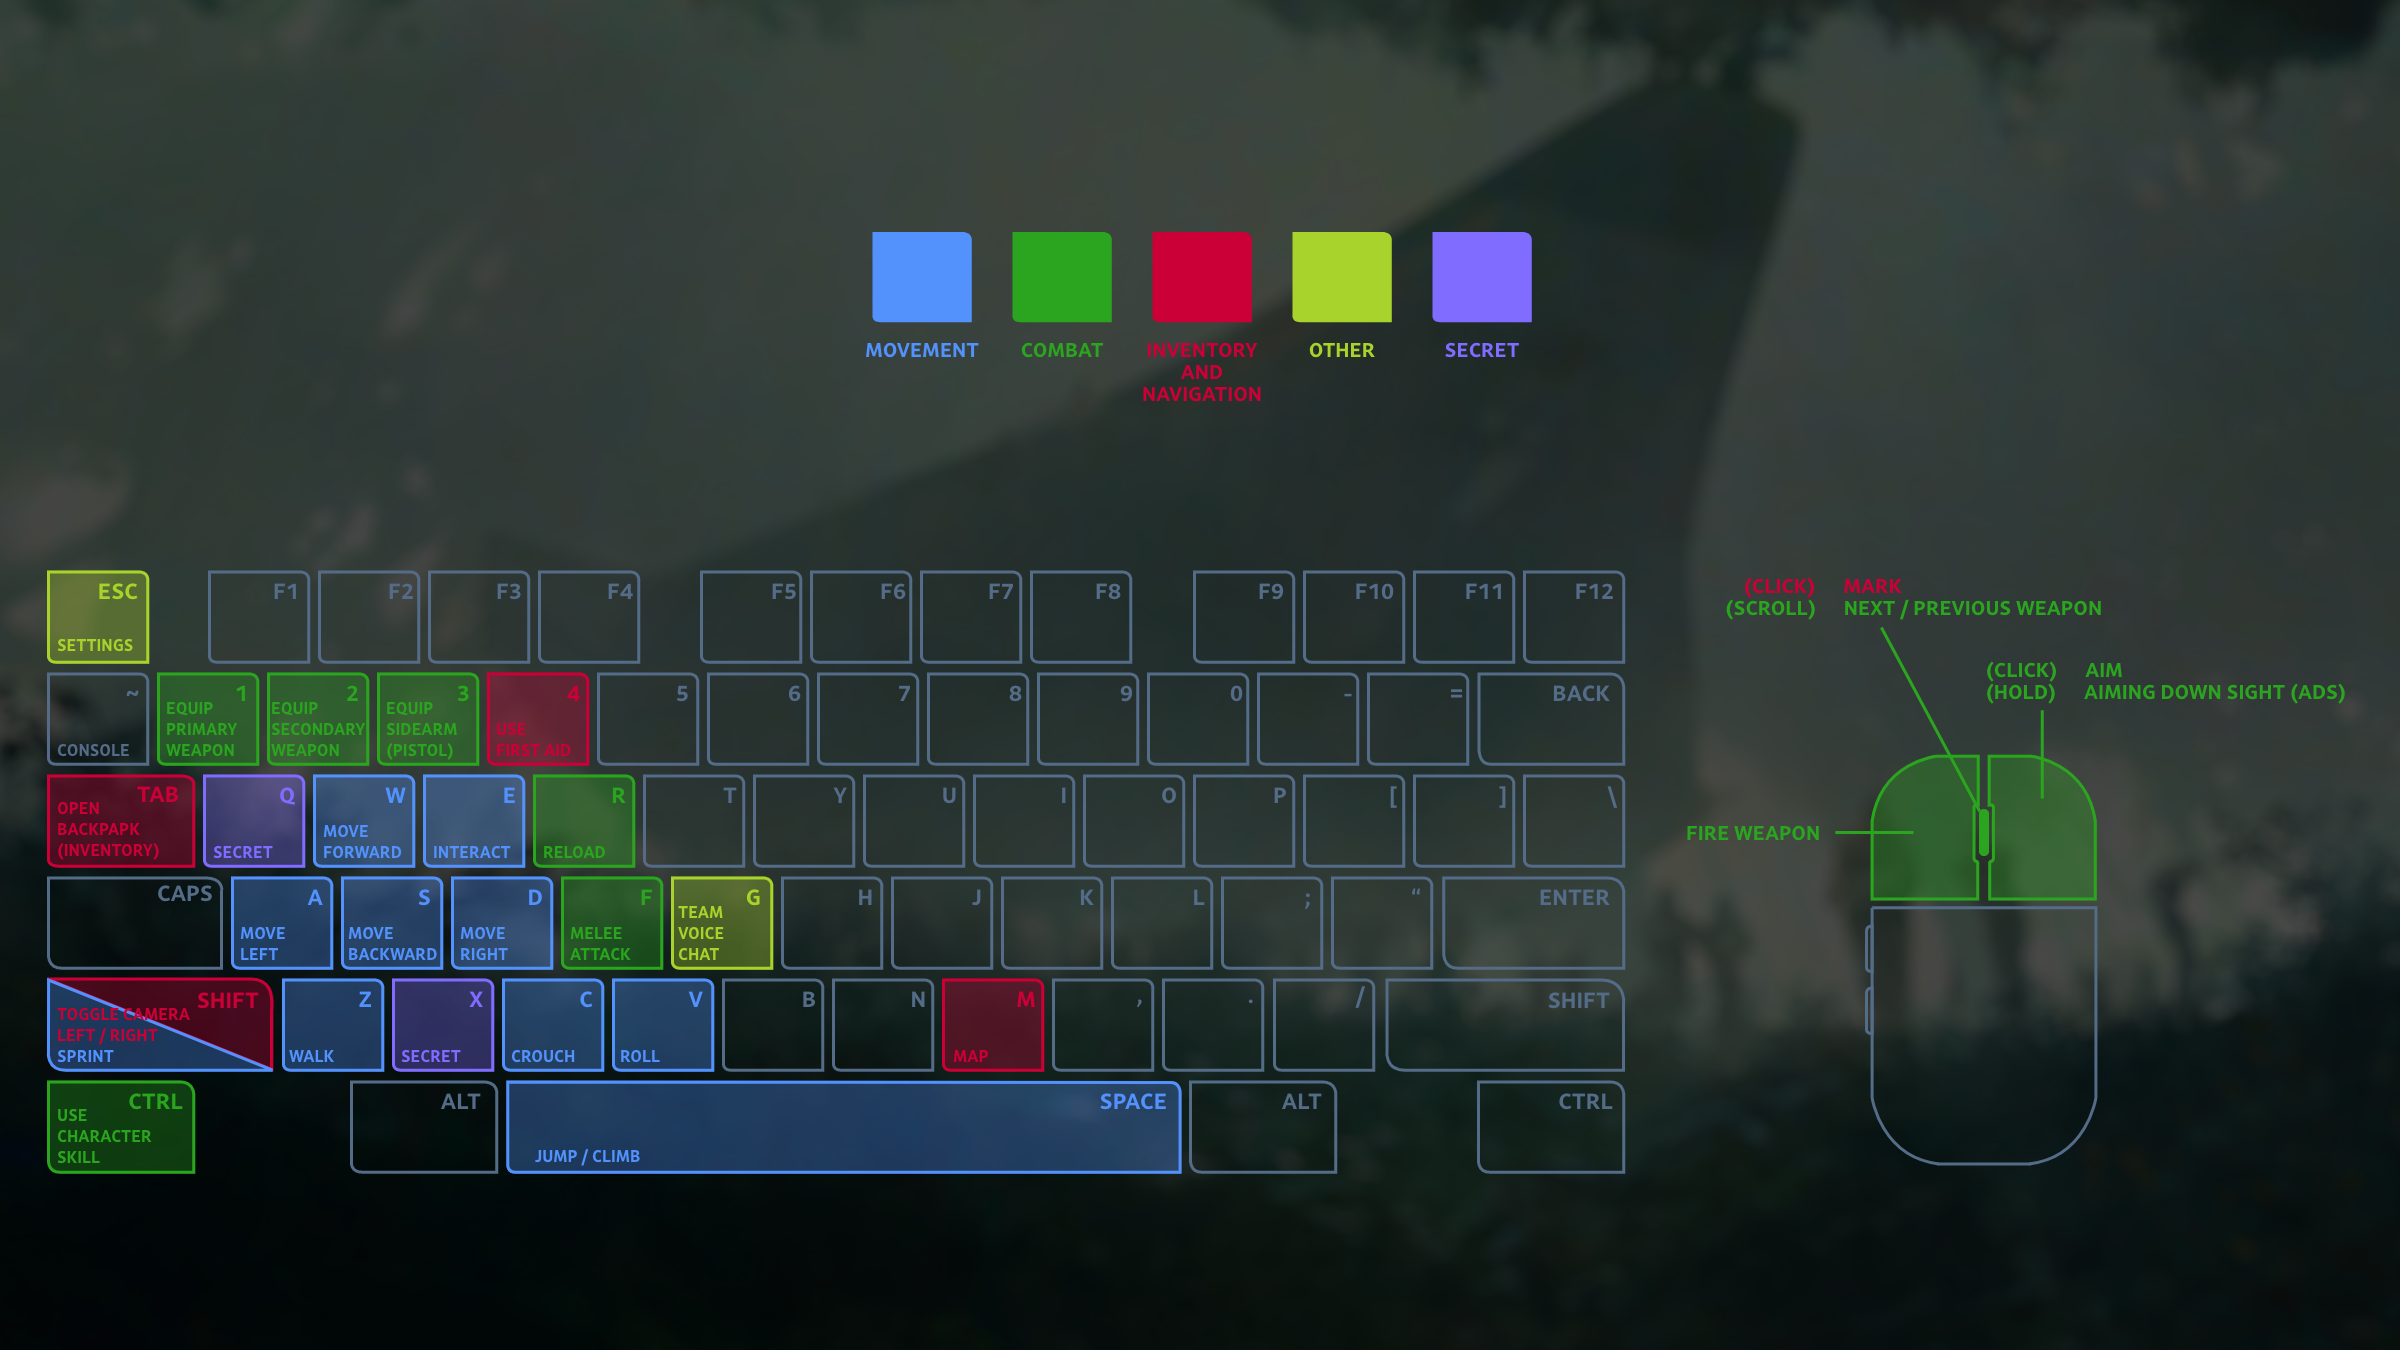 MOVEMENT
COMBAT
INVENTORY
AND
NAVIGATION
OTHER
SECRET
ESC
SETTINGS
F1
F2
F3
F4
F5
F6
F7
F8
F9
F10
F11
F12
~
CONSOLE
1
EQUIP
PRIMARY
WEAPON
2
EQUIP
SECONDARY
WEAPON
3
EQUIP
SIDEARM
(PISTOL)
4
USE
FIRST AID
5
6
7
8
9
0
-
=
BACK
TAB
OPEN
BACKPAPK
(INVENTORY)
Q
SECRET
W
MOVE
FORWARD
E
INTERACT
R
RELOAD
T
Y
U
I
O
P
[
]
\
CAPS
A
MOVE
LEFT
S
MOVE
BACKWARD
D
MOVE
RIGHT
F
MELEE
ATTACK
G
TEAM
VOICE
CHAT
H
J
K
L
;
“
ENTER
SHIFT
TOGGLE CAMERA
LEFT / RIGHT
SPRINT
Z
WALK
X
SECRET
C
CROUCH
V
ROLL
B
N
M
MAP
,
.
/
SHIFT
CTRL
USE
CHARACTER
SKILL
ALT
SPACE
JUMP / CLIMB
ALT
CTRL
(CLICK) MARK
(SCROLL) NEXT / PREVIOUS WEAPON
(CLICK) AIM
(HOLD) AIMING DOWN SIGHT (ADS)
FIRE WEAPON